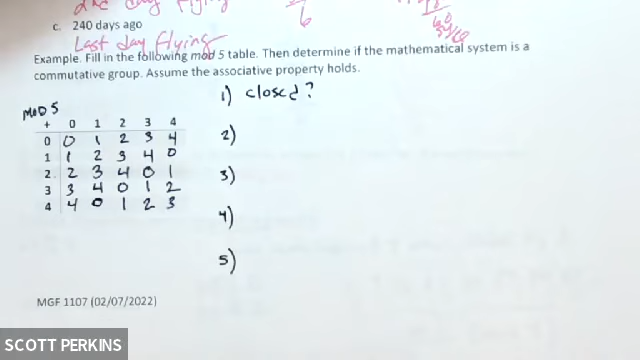 2nd day flying
6
c. 240 days ago
Last day flying
Example. Fill in the following mod 5 table. Then determine if the mathematical system is a
commutative group. Assume the associative property holds.
1) closed?
MOD 5
+ 0 1 2 3 4
0 0 1 2 3 4
1 1 2 3 4 0
2 2 3 4 0 1
3 3 4 0 1 2
4 4 0 1 2 3
2)
3)
4)
5)
MGF 1107 (02/07/2022)
SCOTT PERKINS